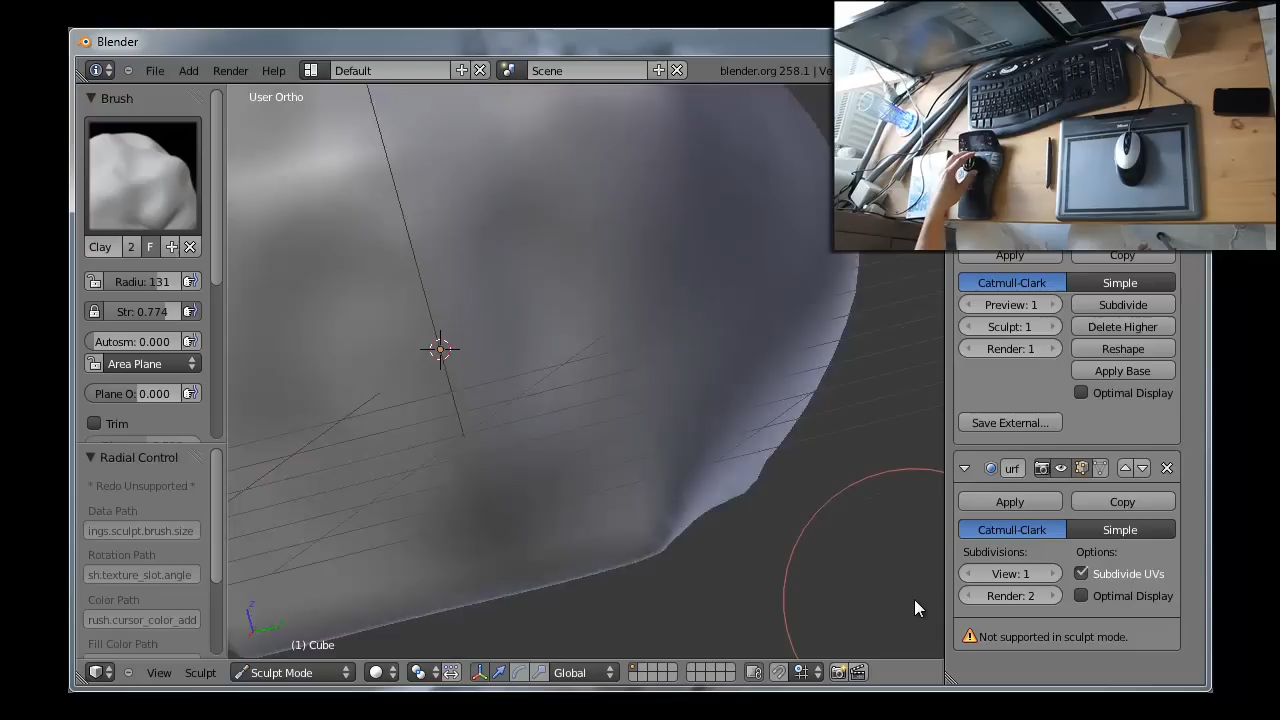 Blender
File Add Render Help Default Scene blender.org 258.1 | Ve
Brush
User Ortho
Clay 2 F
Radiu: 131
Str: 0.774
Autosm: 0.000
Area Plane
Plane O: 0.000
Trim
Radial Control
* Redo Unsupported *
Data Path
ings.sculpt.brush.size
Rotation Path
sh.texture_slot.angle
Color Path
rush.cursor_color_add
Fill Color Path
z
(1) Cube
View Sculpt Sculpt Mode Global
Apply Copy
Catmull-Clark Simple
Preview: 1 Subdivide
Sculpt: 1 Delete Higher
Render: 1 Reshape
Apply Base
Optimal Display
Save External...
urf
Apply Copy
Catmull-Clark Simple
Subdivisions: Options:
View: 1 Subdivide UVs
Render: 2 Optimal Display
Not supported in sculpt mode.